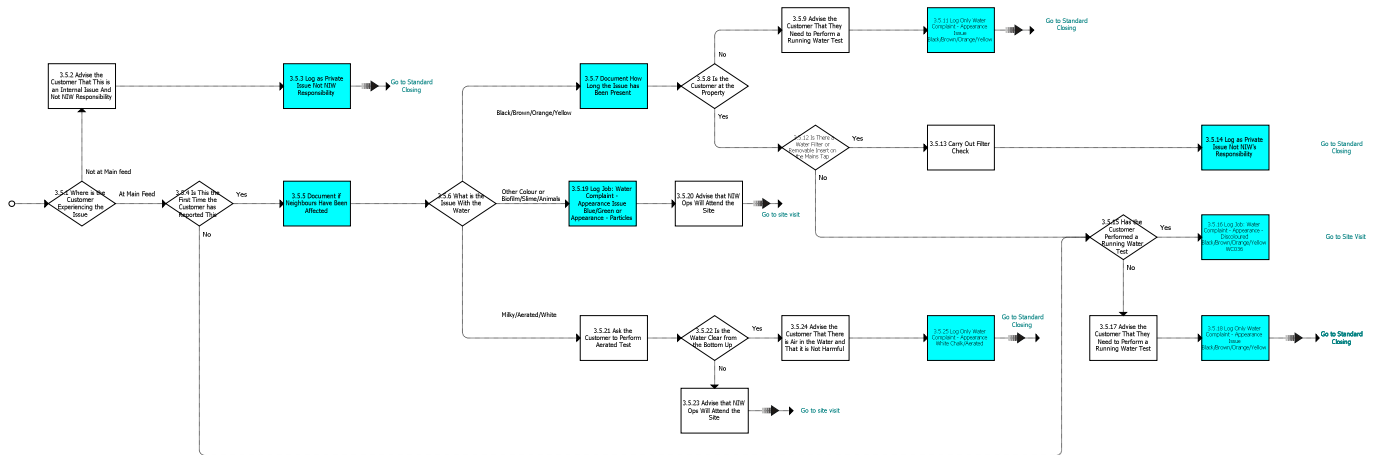 3.5.9 Advise the
Customer That They
Need to Perform a
Running Water Test
3.5.11 Log Only Water
Complaint - Appearance
Issue
Black/Brown/Orange/Yellow
Go to Standard
Closing
No
3.5.2 Advise the
Customer That This is
an Internal Issue And
Not NIW Responsibility
3.5.3 Log as Private
Issue Not NIW
Responsibility
Go to Standard
Closing
3.5.7 Document How
Long the Issue has
Been Present
3.5.8 Is the
Customer at the
Property
Black/Brown/Orange/Yellow
Yes
3.5.12 Is There a
Water Filter or
Removable Insert on
the Mains Tap
Yes
3.5.13 Carry Out Filter
Check
3.5.14 Log as Private
Issue Not NIW's
Responsibility
Go to Standard
Closing
Not at Main feed
No
3.5.1 Where is the
Customer
Experiencing the
Issue
At Main Feed
3.5.4 Is This the
First Time the
Customer has
Reported This
Yes
3.5.5 Document if
Neighbours Have Been
Affected
3.5.6 What is the
Issue With the
Water
Other Colour or
Biofilm/Slime/Animals
3.5.19 Log Job: Water
Complaint -
Appearance Issue
Blue/Green or
Appearance - Particles
3.5.20 Advise that NIW
Ops Will Attend the
Site
Go to site visit
No
3.5.15 Has the
Customer
Performed a
Running Water
Test
Yes
3.5.16 Log Job: Water
Complaint - Appearance -
Discoloured
Black/Brown/Orange/Yellow
WC036
Go to Site Visit
No
Milky/Aerated/White
3.5.21 Ask the
Customer to Perform
Aerated Test
3.5.22 Is the
Water Clear from
the Bottom Up
Yes
3.5.24 Advise the
Customer That There
is Air in the Water and
That it is Not Harmful
3.5.25 Log Only Water
Complaint - Appearance
White Chalk/Aerated
Go to Standard
Closing
3.5.17 Advise the
Customer That They
Need to Perform a
Running Water Test
3.5.18 Log Only Water
Complaint - Appearance
Issue
Black/Brown/Orange/Yellow
Go to Standard
Closing
No
3.5.23 Advise that NIW
Ops Will Attend the
Site
Go to site visit